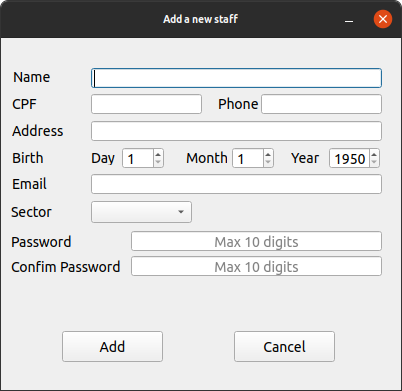 Add a new staff
Name
CPF Phone
Address
Birth Day 1 Month 1 Year 1950
Email
Sector
Password Max 10 digits
Confim Password Max 10 digits
Add Cancel